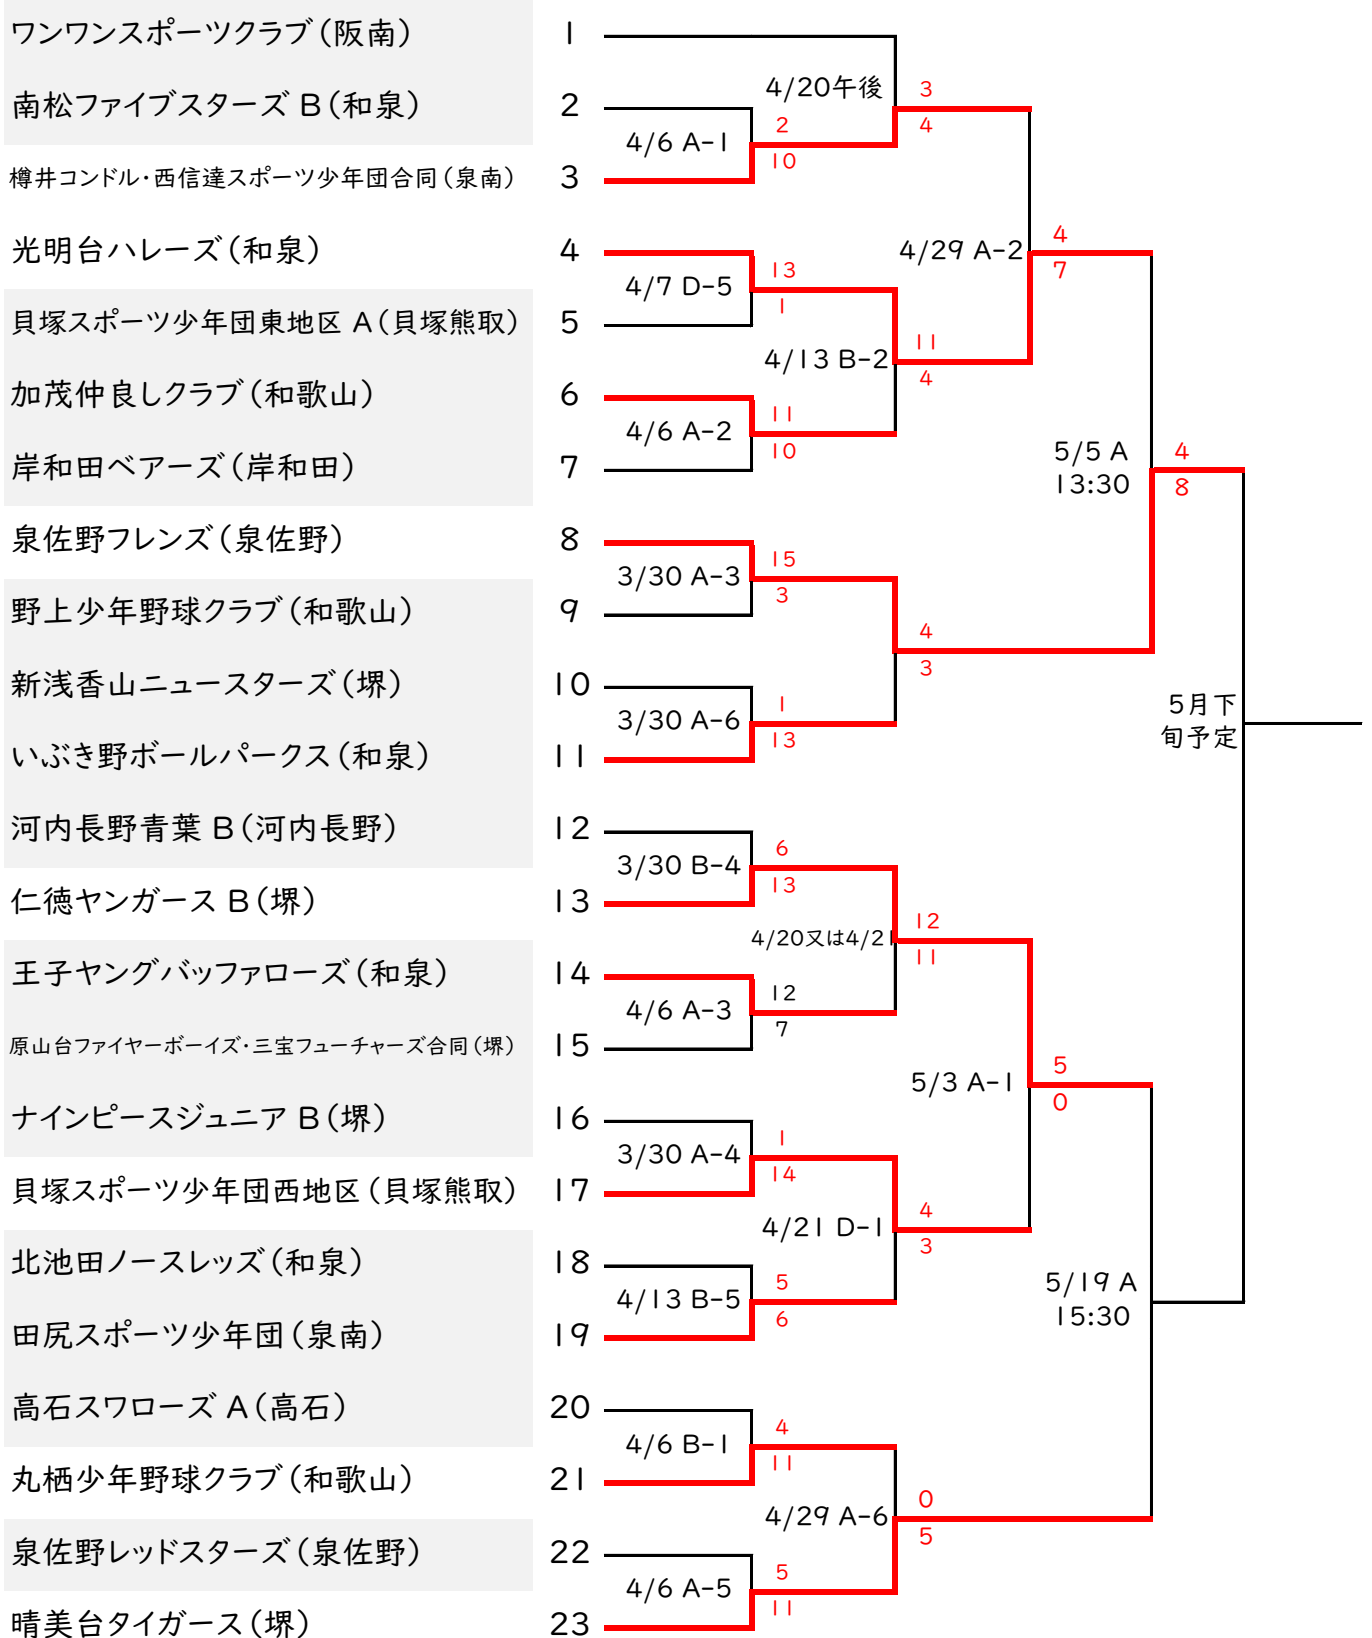 ワンワンスポーツクラブ(阪南) 1
4/20午後 3
南松ファイブスターズ B(和泉) 2
4/6 A-1 2 4
10
樽井コンドル・西信達スポーツ少年団合同(泉南) 3
光明台ハレーズ(和泉) 4
4/29 A-2 4
4/7 D-5 13 7
1
貝塚スポーツ少年団東地区 A(貝塚熊取) 5
4/13 B-2 11
4
加茂仲良しクラブ(和歌山) 6
4/6 A-2 11
10
岸和田ベアーズ(岸和田) 7
5/5 A 4
13:30 8
泉佐野フレンズ(泉佐野) 8
3/30 A-3 15
3
野上少年野球クラブ(和歌山) 9
4
3
新浅香山ニュースターズ(堺) 10
3/30 A-6 1
13
5月下
旬予定
いぶき野ボールパークス(和泉) 11
河内長野青葉 B(河内長野) 12
3/30 B-4 6
13
仁徳ヤンガース B(堺) 13
4/20又は4/21 12
11
王子ヤングバッファローズ(和泉) 14
4/6 A-3 12
7
原山台ファイヤーボーイズ・三宝フューチャーズ合同(堺) 15
5/3 A-1 5
0
ナインピースジュニア B(堺) 16
3/30 A-4 1
14
貝塚スポーツ少年団西地区(貝塚熊取) 17
4/21 D-1 4
3
北池田ノースレッズ(和泉) 18
4/13 B-5 5
6
5/19 A
15:30
田尻スポーツ少年団(泉南) 19
高石スワローズ A(高石) 20
4/6 B-1 4
11
丸栖少年野球クラブ(和歌山) 21
4/29 A-6 0
5
泉佐野レッドスターズ(泉佐野) 22
4/6 A-5 5
11
晴美台タイガース(堺) 23